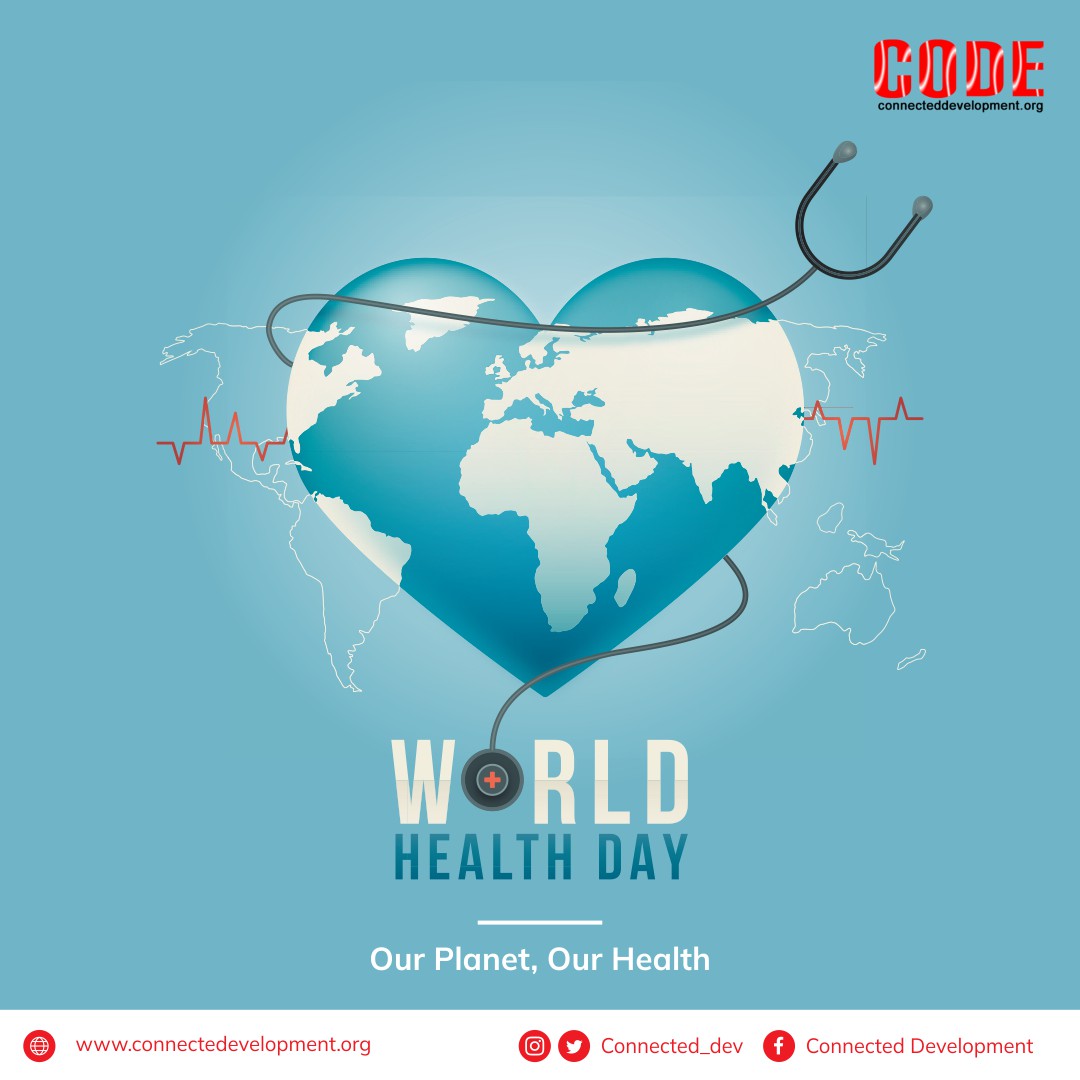 CODE
connecteddevelopment.org
WORLD
HEALTH DAY
Our Planet, Our Health
www.connectedevelopment.org
Connected_dev
Connected Development